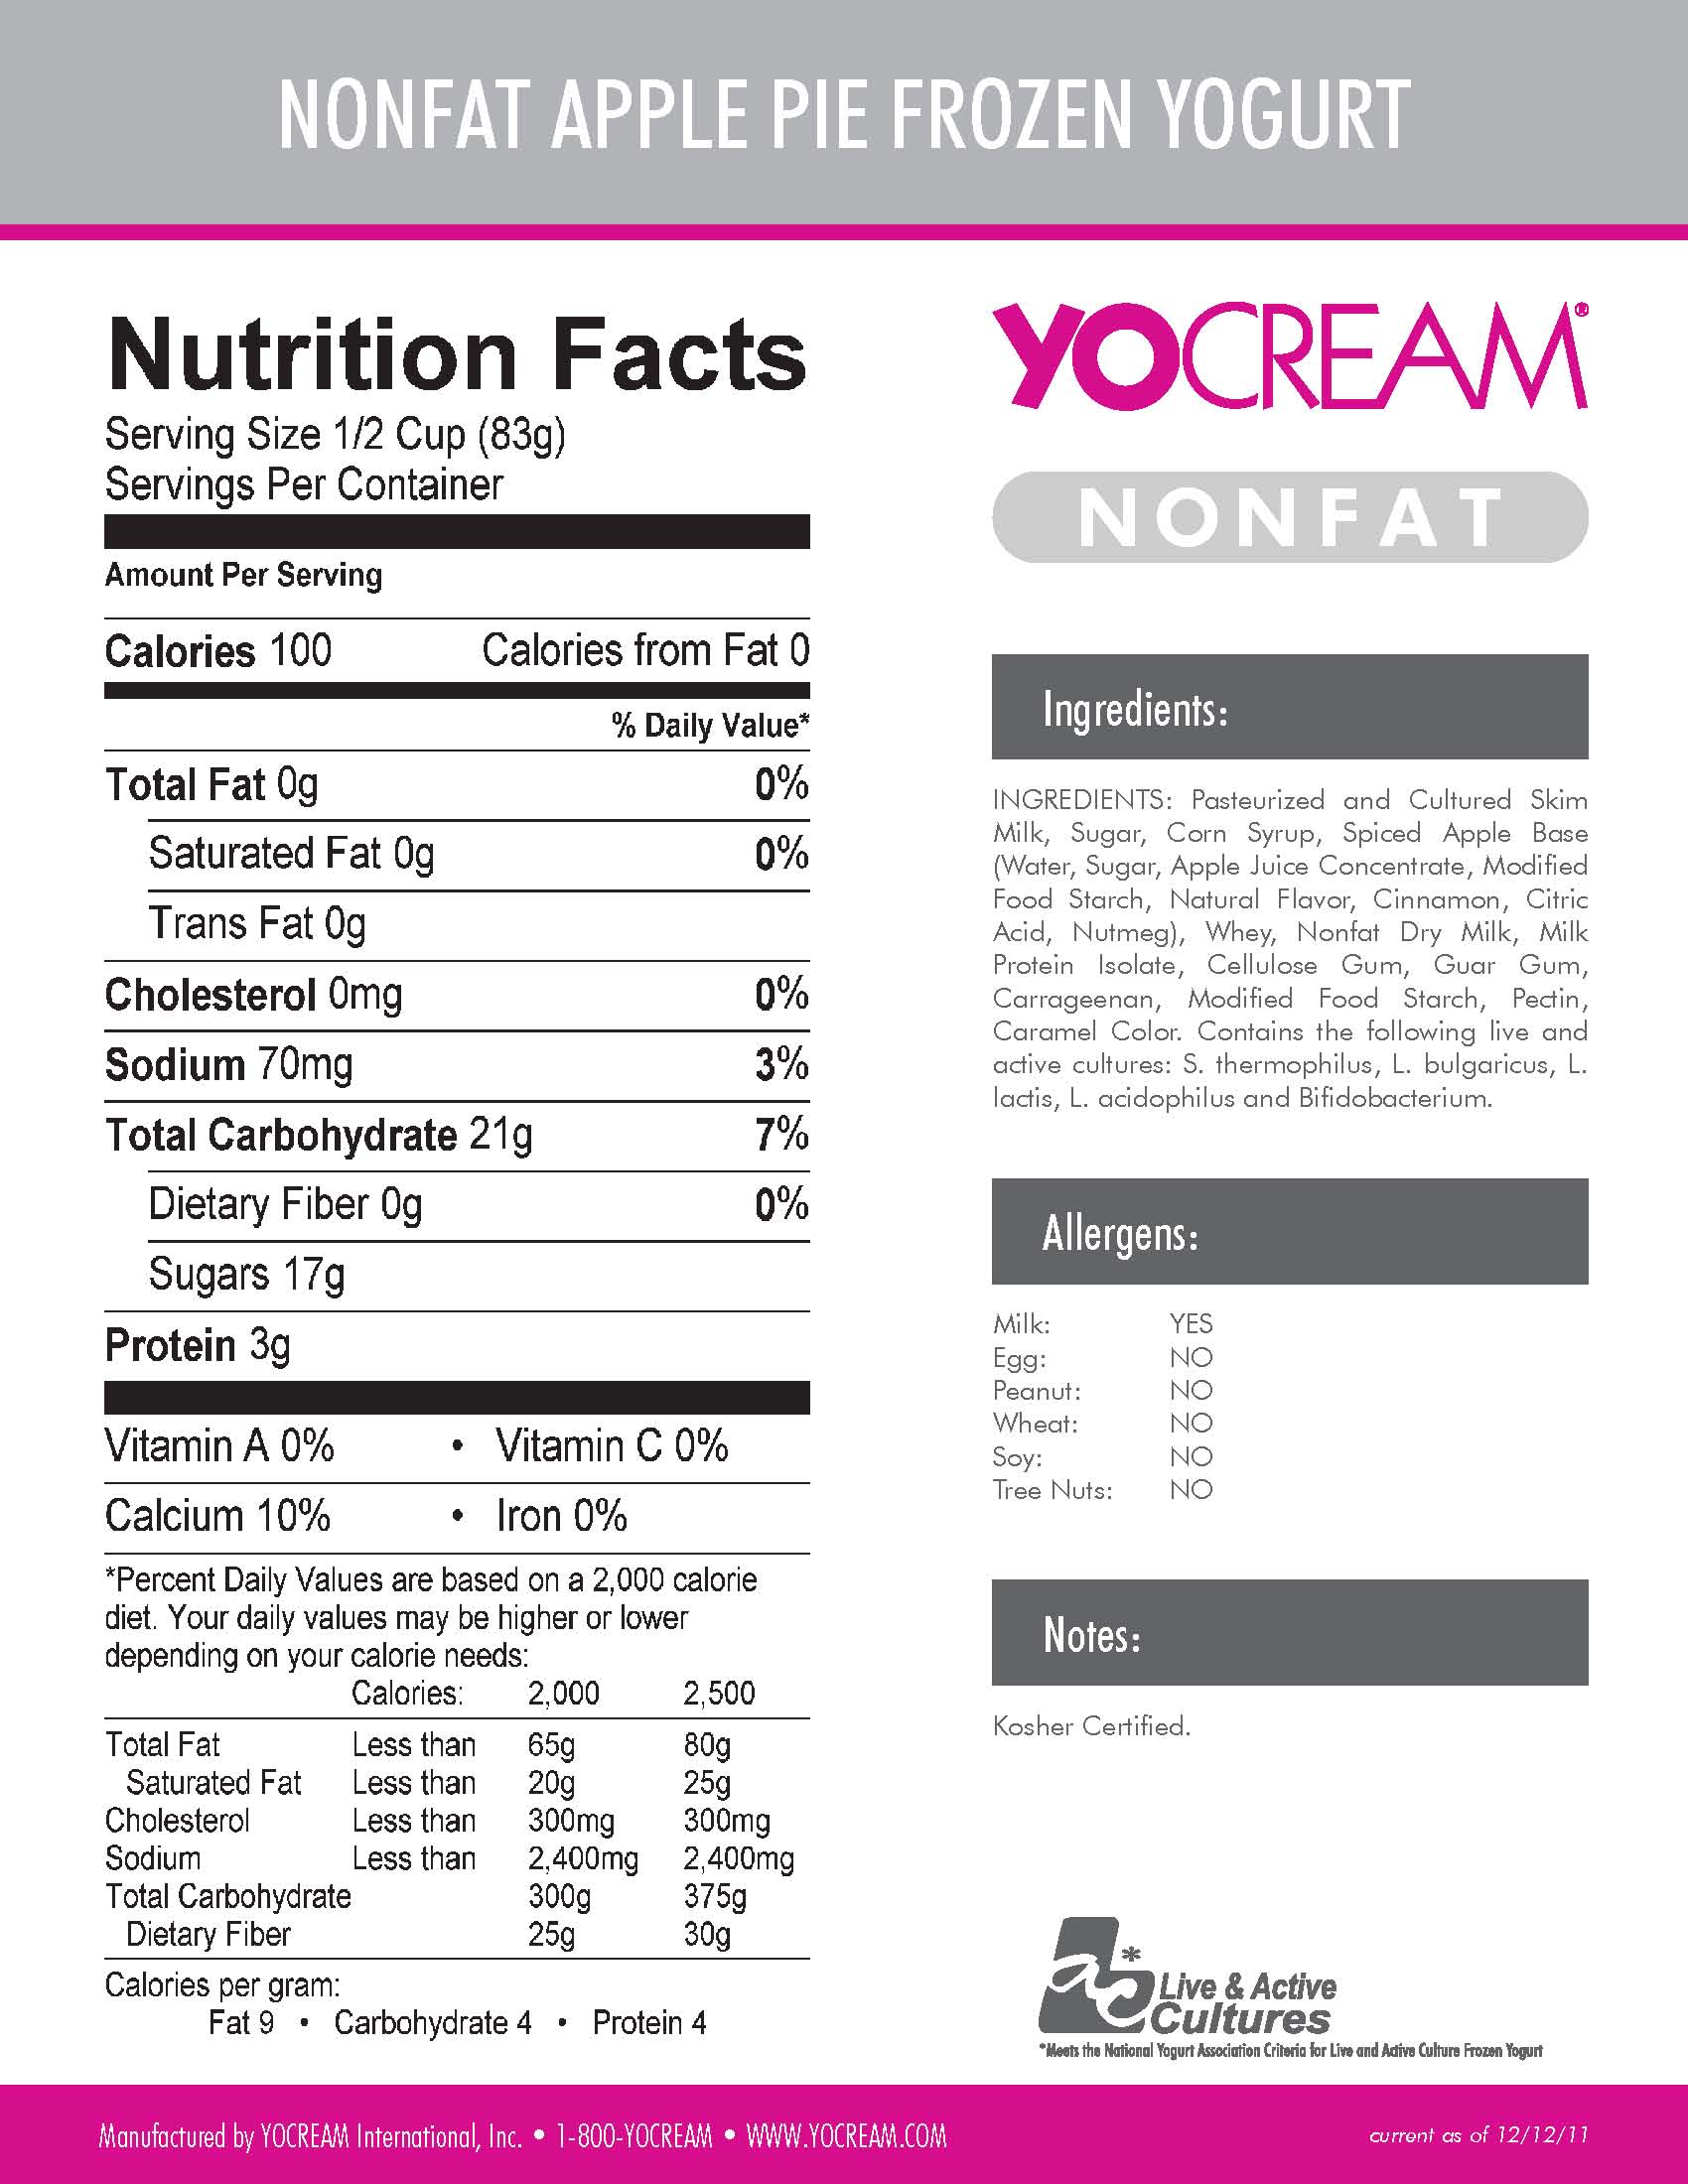 NONFAT APPLE PIE FROZEN YOGURT
Nutrition Facts
Serving Size 1/2 Cup (83g)
Servings Per Container
Amount Per Serving
Calories 100 Calories from Fat 0
% Daily Value*
Total Fat 0g 0%
Saturated Fat 0g 0%
Trans Fat 0g
Cholesterol 0mg 0%
Sodium 70mg 3%
Total Carbohydrate 21g 7%
Dietary Fiber 0g 0%
Sugars 17g
Protein 3g
Vitamin A 0% • Vitamin C 0%
Calcium 10% • Iron 0%
*Percent Daily Values are based on a 2,000 calorie
diet. Your daily values may be higher or lower
depending on your calorie needs:
Calories: 2,000 2,500
Total Fat Less than 65g 80g
Saturated Fat Less than 20g 25g
Cholesterol Less than 300mg 300mg
Sodium Less than 2,400mg 2,400mg
Total Carbohydrate 300g 375g
Dietary Fiber 25g 30g
Calories per gram:
Fat 9 • Carbohydrate 4 • Protein 4
YOCREAM®
NONFAT
Ingredients:
INGREDIENTS: Pasteurized and Cultured Skim
Milk, Sugar, Corn Syrup, Spiced Apple Base
(Water, Sugar, Apple Juice Concentrate, Modified
Food Starch, Natural Flavor, Cinnamon, Citric
Acid, Nutmeg), Whey, Nonfat Dry Milk, Milk
Protein Isolate, Cellulose Gum, Guar Gum,
Carrageenan, Modified Food Starch, Pectin,
Caramel Color. Contains the following live and
active cultures: S. thermophilus, L. bulgaricus, L.
lactis, L. acidophilus and Bifidobacterium.
Allergens:
Milk: YES
Egg: NO
Peanut: NO
Wheat: NO
Soy: NO
Tree Nuts: NO
Notes:
Kosher Certified.
ac*
Live & Active
Cultures
*Meets the National Yogurt Association Criteria for Live and Active Culture Frozen Yogurt
Manufactured by YOCREAM International, Inc. • 1-800-YOCREAM • WWW.YOCREAM.COM
current as of 12/12/11